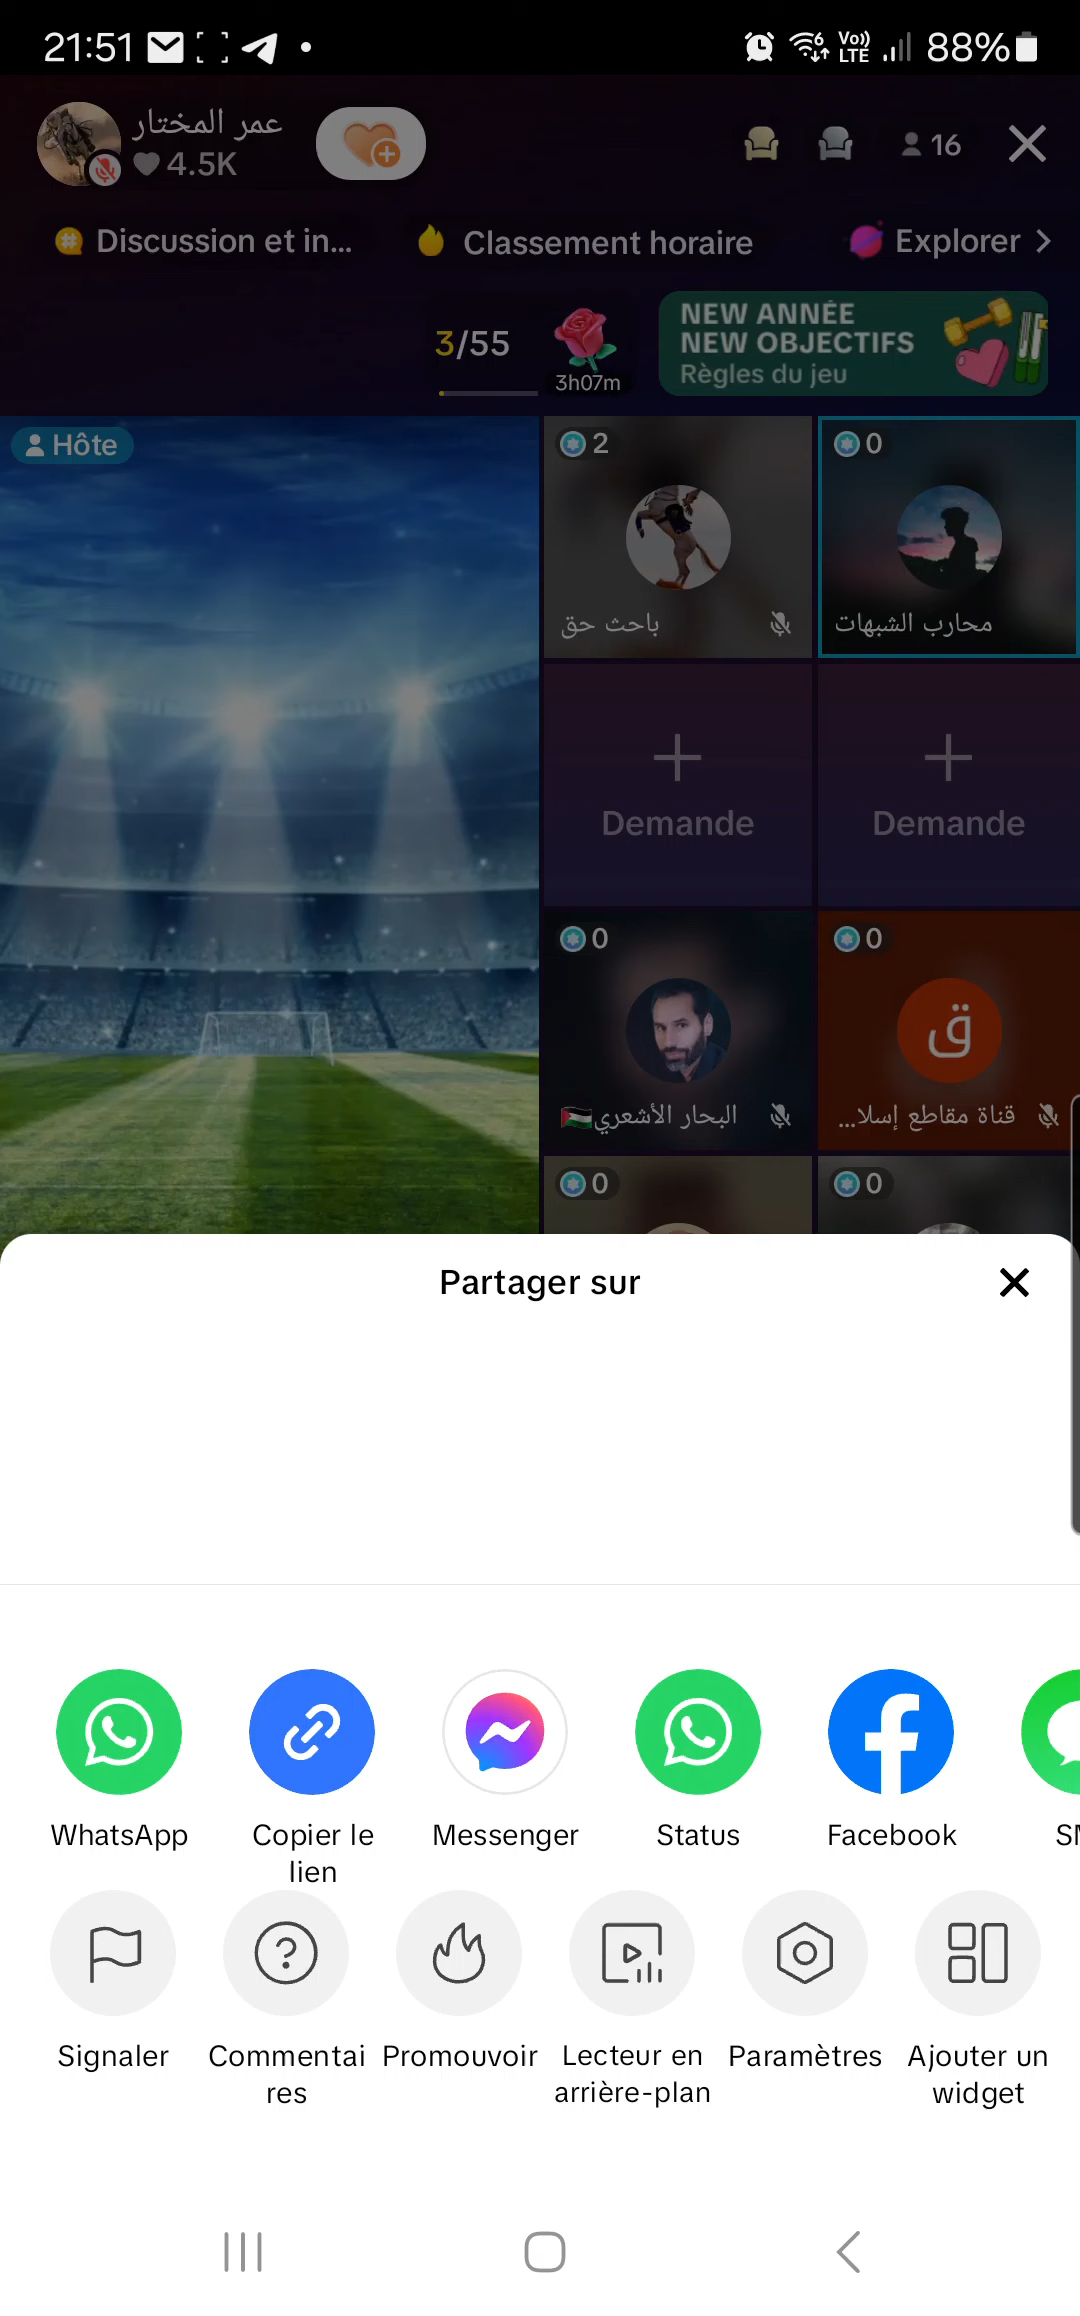 21:51
Vo)) LTE
6
88%
عمر المختار
4.5K
16
Discussion et in...
Classement horaire
Explorer
3/55
3h07m
NEW ANNÉE
NEW OBJECTIFS
Règles du jeu
Hôte
2
0
باحث حق
محارب الشبهات
Demande
Demande
0
0
ق
البحار الأشعري
قناة مقاطع إسلا...
0
0
Partager sur
WhatsApp
Copier le
lien
Messenger
Status
Facebook
Signaler
Commentai
res
Promouvoir
Lecteur en
arrière-plan
Paramètres
Ajouter un
widget